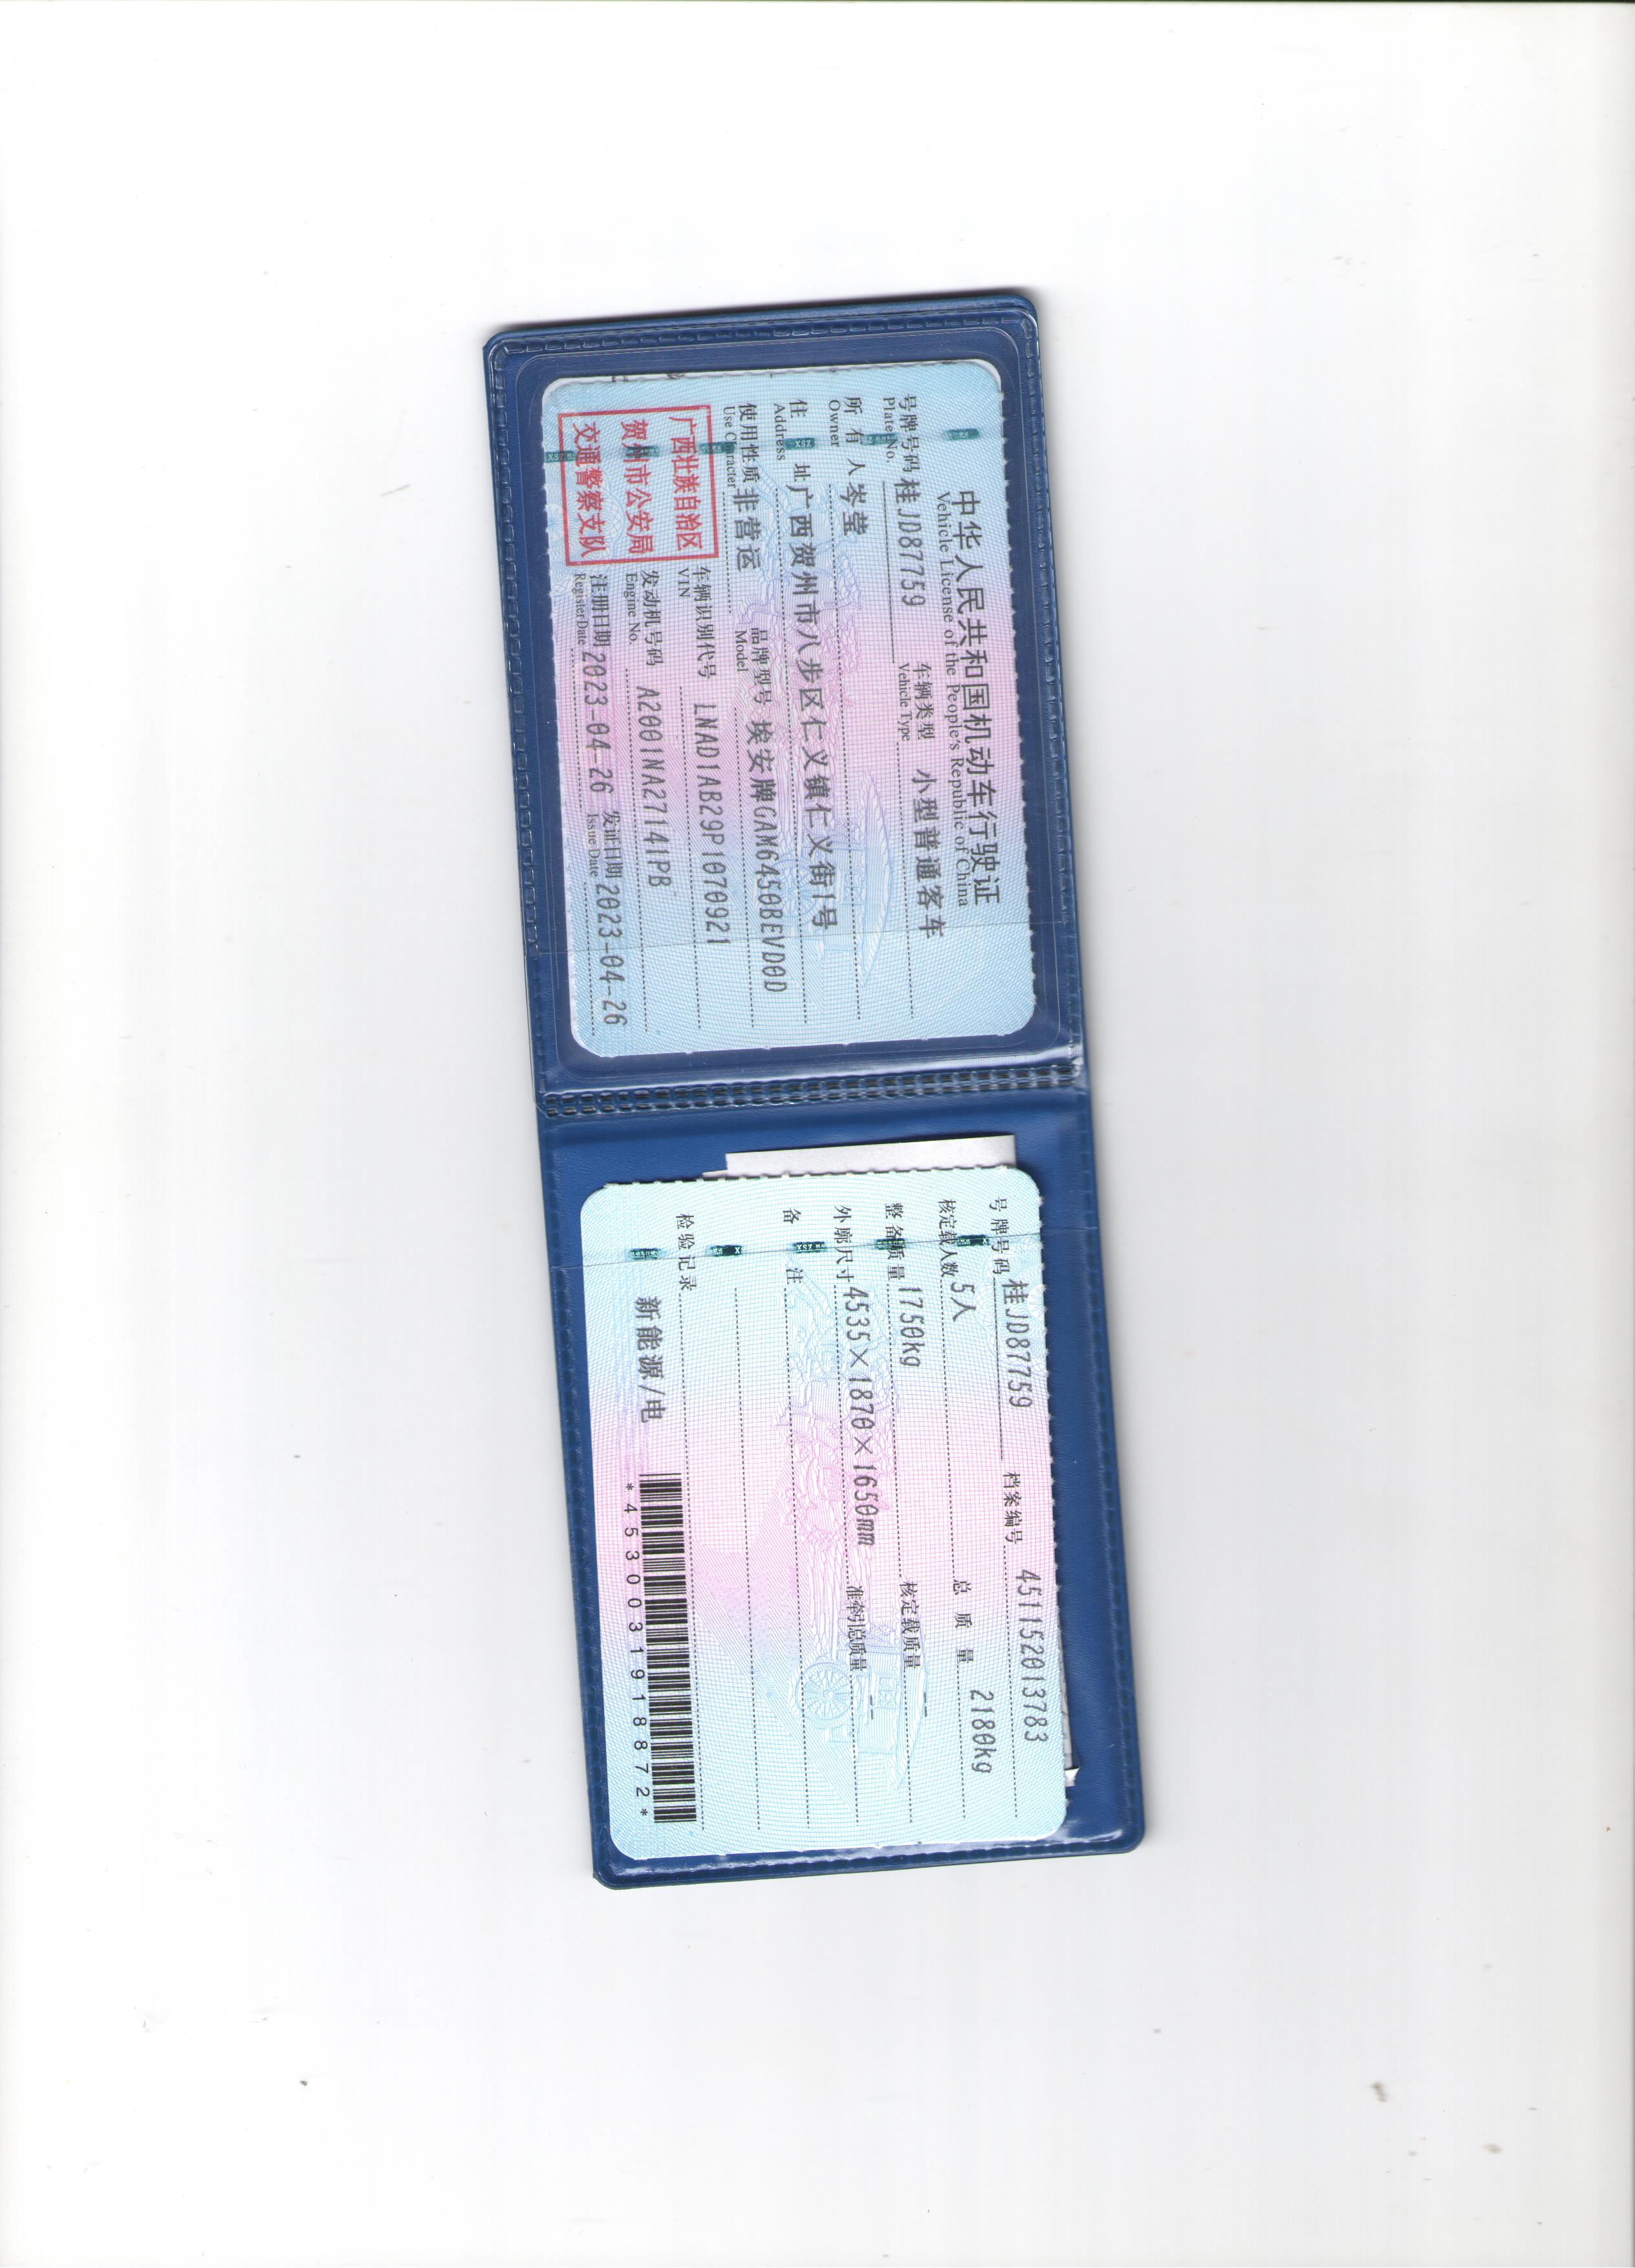 中华人民共和国机动车行驶证
Vehicle License of the People's Republic of China
号牌号码 桂JD87759 车辆类型 小型普通客车
Plate No. Vehicle Type
所有人 岑莹
Owner
住址 广西贺州市八步区仁义镇仁义街1号
Address
使用性质 非营运 品牌型号 埃安牌GAM6450BEVD0D
Use Character Model
广西壮族自治区
贺州市公安局
交通警察支队
车辆识别代号 LNAD1AB29P1070921
VIN
发动机号码 A2001NA27141PB
Engine No.
注册日期 2023-04-26 发证日期 2023-04-26
Register Date Issue Date
号牌号码 桂JD87759 档案编号 451152013783
核定载人数 5人 总质量 2180kg
整备质量 1750kg 核定载质量 --
外廓尺寸 4535×1870×1650mm 准牵引总质量 --
备注
检验记录
新能源/电
*4530031918872*